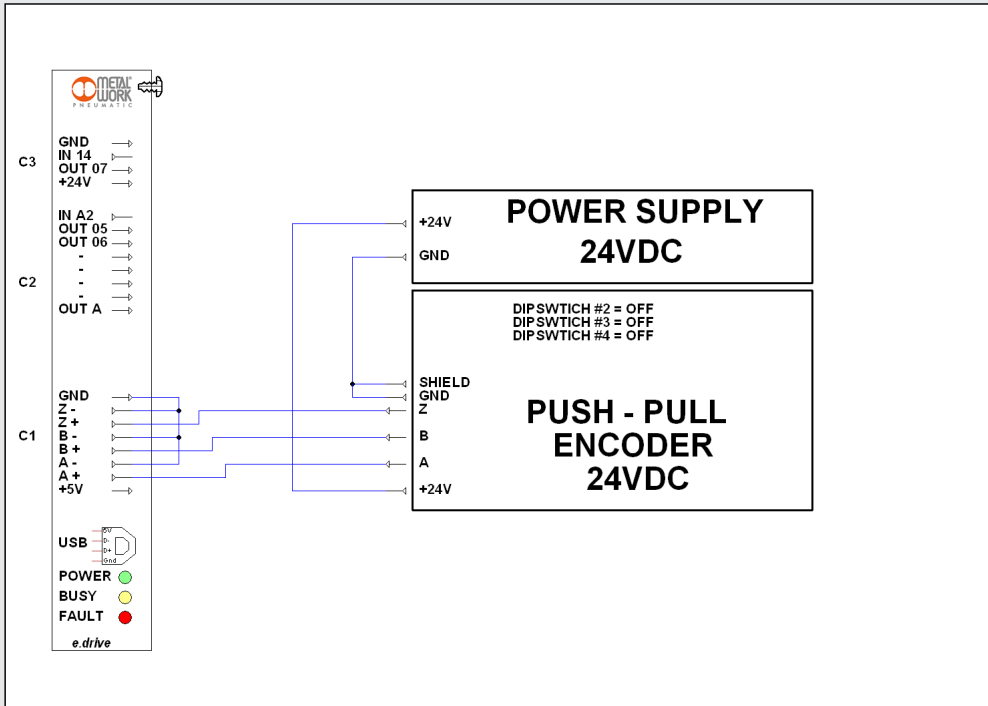 METAL
WORK
PNEUMATIC
C3
GND
IN 14
OUT 07
+24V
C2
IN A2
OUT 05
OUT 06
-
-
-
-
OUT A
C1
GND
Z -
Z +
B -
B +
A -
A +
+5V
USB
5V
D-
D+
Gnd
POWER
BUSY
FAULT
e.drive
+24V
GND
POWER SUPPLY
24VDC
DIPSWTICH #2 = OFF
DIPSWTICH #3 = OFF
DIPSWTICH #4 = OFF
SHIELD
GND
Z
B
A
+24V
PUSH - PULL
ENCODER
24VDC